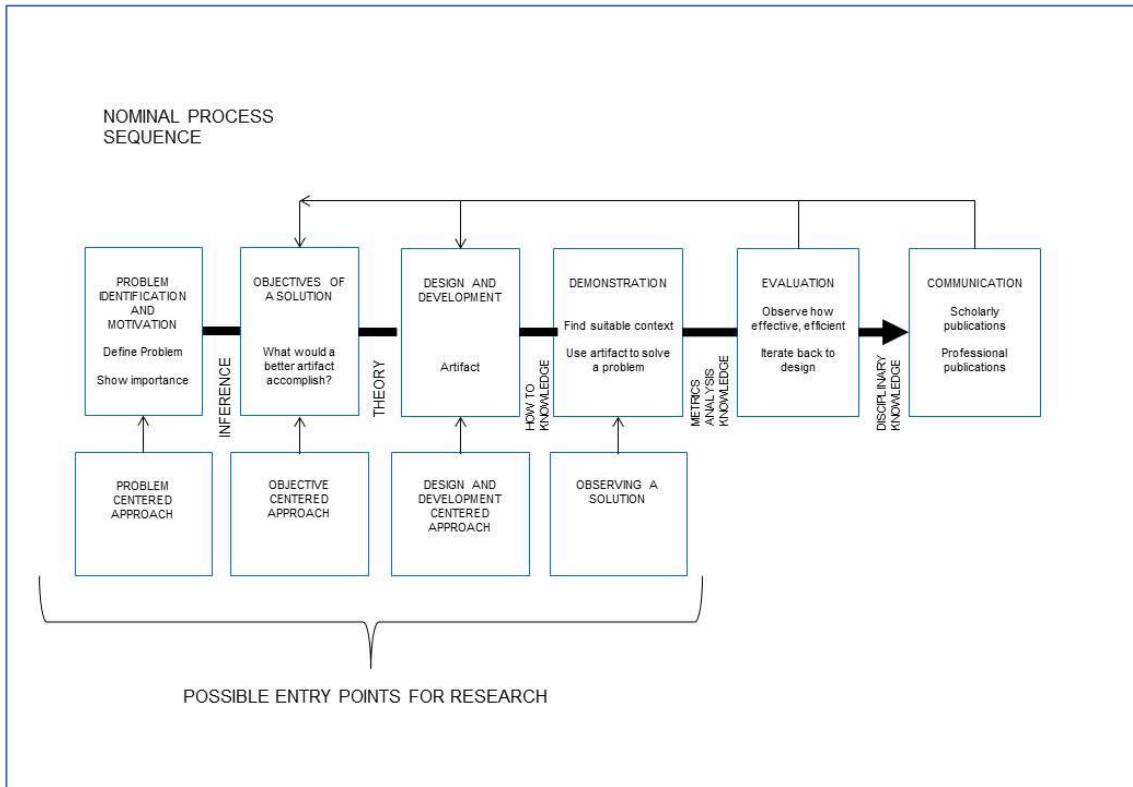 NOMINAL PROCESS
SEQUENCE
PROBLEM
IDENTIFICATION
AND
MOTIVATION
Define Problem
Show importance
INFERENCE
OBJECTIVES OF
A SOLUTION
What would a
better artifact
accomplish?
THEORY
DESIGN AND
DEVELOPMENT
Artifact
HOW TO
KNOWLEDGE
DEMONSTRATION
Find suitable context
Use artifact to solve
a problem
METRICS
ANALYSIS
KNOWLEDGE
EVALUATION
Observe how
effective, efficient
Iterate back to
design
DISCIPLINARY
KNOWLEDGE
COMMUNICATION
Scholarly
publications
Professional
publications
PROBLEM
CENTERED
APPROACH
OBJECTIVE
CENTERED
APPROACH
DESIGN AND
DEVELOPMENT
CENTERED
APPROACH
OBSERVING A
SOLUTION
POSSIBLE ENTRY POINTS FOR RESEARCH